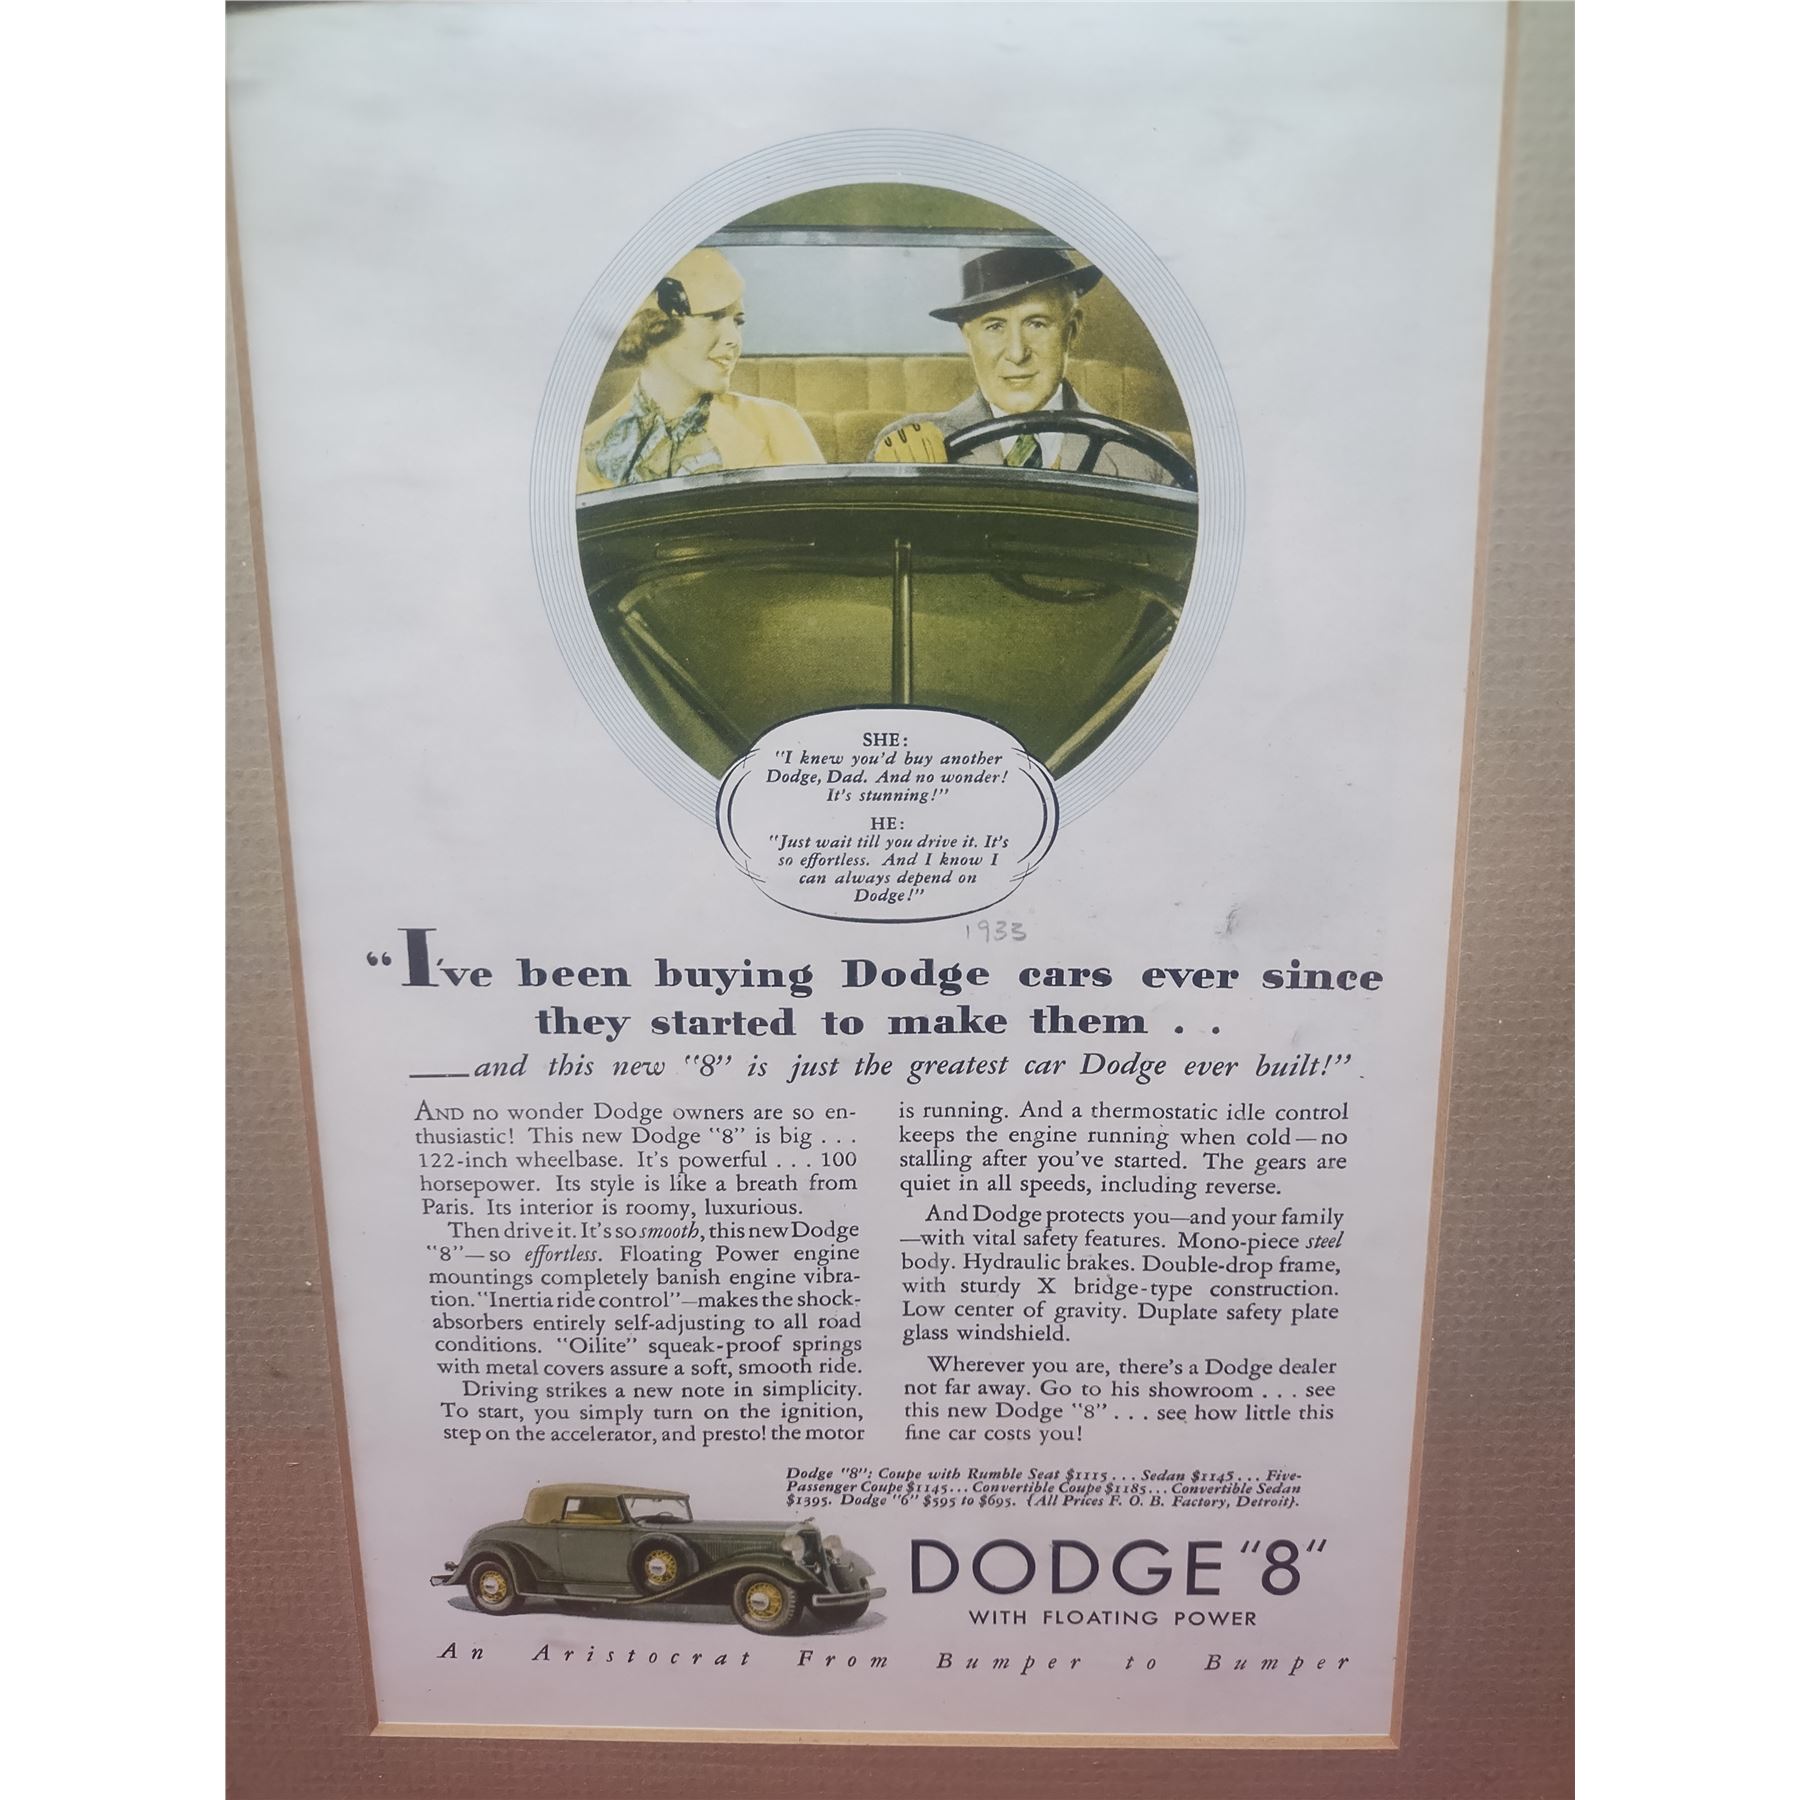 SHE:
"I knew you'd buy another
Dodge, Dad. And no wonder!
It's stunning!"
HE:
"Just wait till you drive it. It's
so effortless. And I know I
can always depend on
Dodge!"
1933
"I've been buying Dodge cars ever since
they started to make them . .
—and this new "8" is just the greatest car Dodge ever built!"
AND no wonder Dodge owners are so en-
thusiastic! This new Dodge "8" is big . . .
122-inch wheelbase. It's powerful . . . 100
horsepower. Its style is like a breath from
Paris. Its interior is roomy, luxurious.
Then drive it. It's so smooth, this new Dodge
"8"—so effortless. Floating Power engine
mountings completely banish engine vibra-
tion. "Inertia ride control"—makes the shock-
absorbers entirely self-adjusting to all road
conditions. "Oilite" squeak-proof springs
with metal covers assure a soft, smooth ride.
Driving strikes a new note in simplicity.
To start, you simply turn on the ignition,
step on the accelerator, and presto! the motor
is running. And a thermostatic idle control
keeps the engine running when cold—no
stalling after you've started. The gears are
quiet in all speeds, including reverse.
And Dodge protects you—and your family
—with vital safety features. Mono-piece steel
body. Hydraulic brakes. Double-drop frame,
with sturdy X bridge-type construction.
Low center of gravity. Duplate safety plate
glass windshield.
Wherever you are, there's a Dodge dealer
not far away. Go to his showroom . . . see
this new Dodge "8" . . . see how little this
fine car costs you!
Dodge "8": Coupe with Rumble Seat $1115 . . . Sedan $1145 . . . Five-
Passenger Coupe $1145 . . . Convertible Coupe $1185 . . . Convertible Sedan
$1395. Dodge "6" $595 to $695. (All Prices F. O. B. Factory, Detroit).
DODGE "8"
WITH FLOATING POWER
An Aristocrat From Bumper to Bumper